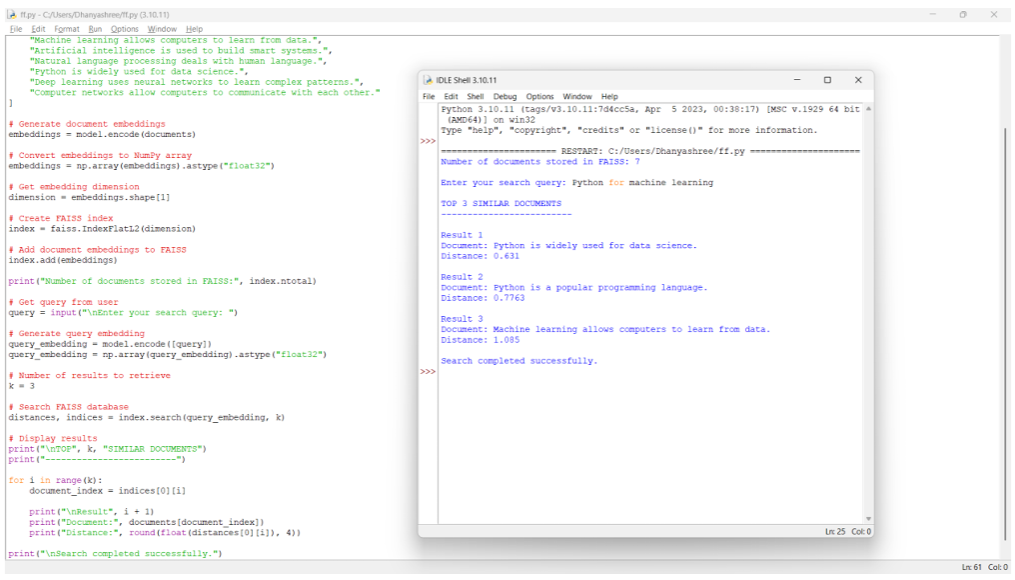 ff.py - C:/Users/Dhanyashree/ff.py (3.10.11)
File Edit Format Run Options Window Help
"Machine learning allows computers to learn from data.",
"Artificial intelligence is used to build smart systems.",
"Natural language processing deals with human language.",
"Python is widely used for data science.",
"Deep learning uses neural networks to learn complex patterns.",
"Computer networks allow computers to communicate with each other."
]
# Generate document embeddings
embeddings = model.encode(documents)
# Convert embeddings to NumPy array
embeddings = np.array(embeddings).astype("float32")
# Get embedding dimension
dimension = embeddings.shape[1]
# Create FAISS index
index = faiss.IndexFlatL2(dimension)
# Add document embeddings to FAISS
index.add(embeddings)
print("Number of documents stored in FAISS:", index.ntotal)
# Get query from user
query = input("\nEnter your search query: ")
# Generate query embedding
query_embedding = model.encode([query])
query_embedding = np.array(query_embedding).astype("float32")
# Number of results to retrieve
k = 3
# Search FAISS database
distances, indices = index.search(query_embedding, k)
# Display results
print("\nTOP", k, "SIMILAR DOCUMENTS")
print("-------------------------")
for i in range(k):
    document_index = indices[0][i]
    print("\nResult", i + 1)
    print("Document:", documents[document_index])
    print("Distance:", round(float(distances[0][i]), 4))
print("\nSearch completed successfully.")
Ln: 61 Col: 0
IDLE Shell 3.10.11
File Edit Shell Debug Options Window Help
Python 3.10.11 (tags/v3.10.11:7d4cc5a, Apr 5 2023, 00:38:17) [MSC v.1929 64 bit
(AMD64)] on win32
Type "help", "copyright", "credits" or "license()" for more information.
>>>
====================== RESTART: C:/Users/Dhanyashree/ff.py =====================
Number of documents stored in FAISS: 7
Enter your search query: Python for machine learning
TOP 3 SIMILAR DOCUMENTS
-------------------------
Result 1
Document: Python is widely used for data science.
Distance: 0.631
Result 2
Document: Python is a popular programming language.
Distance: 0.7763
Result 3
Document: Machine learning allows computers to learn from data.
Distance: 1.085
Search completed successfully.
>>>
Ln: 25 Col: 0